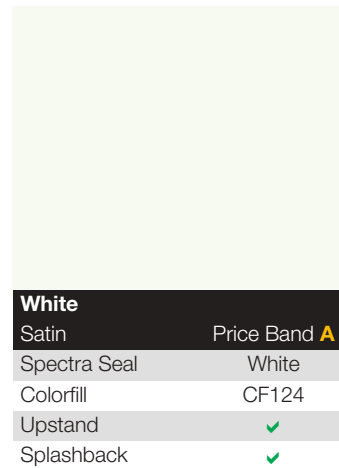 White
Satin Price Band A
Spectra Seal White
Colorfill CF124
Upstand ✓
Splashback ✓